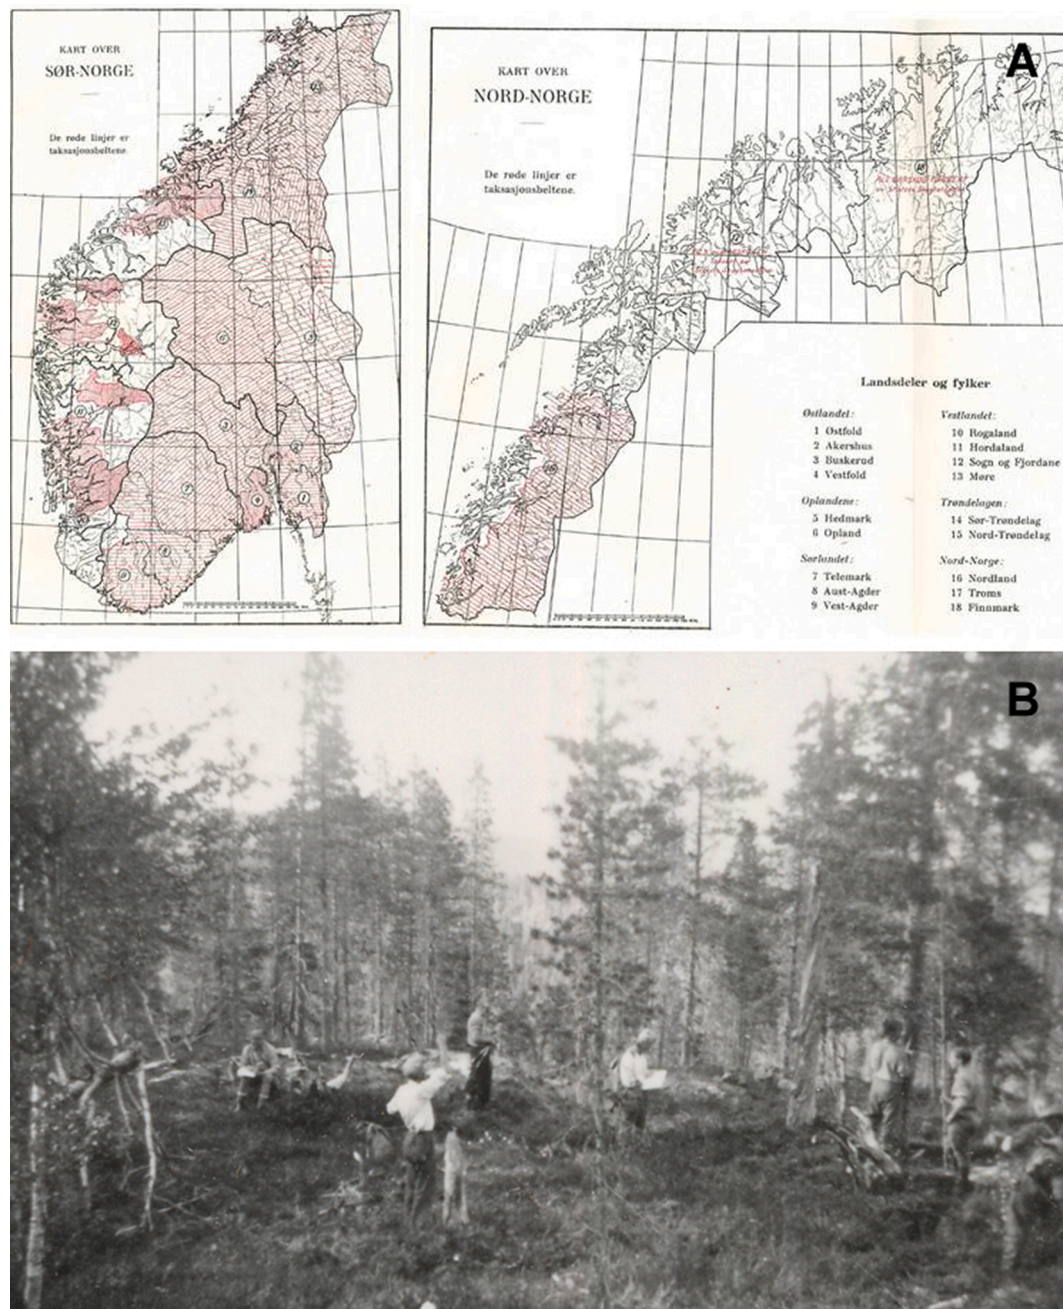 KART OVER
SØR-NORGE
De røde linjer er
taksasjonsbeltene.
A
KART OVER
NORD-NORGE
De røde linjer er
taksasjonsbeltene.
Landsdeler og fylker
Østlandet:
1 Østfold
2 Akershus
3 Buskerud
4 Vestfold
Oplandene:
5 Hedmark
6 Opland
Sørlandet:
7 Telemark
8 Aust-Agder
9 Vest-Agder
Vestlandet:
10 Rogaland
11 Hordaland
12 Sogn og Fjordane
13 Møre
Trøndelagen:
14 Sør-Trøndelag
15 Nord-Trøndelag
Nord-Norge:
16 Nordland
17 Troms
18 Finnmark
B